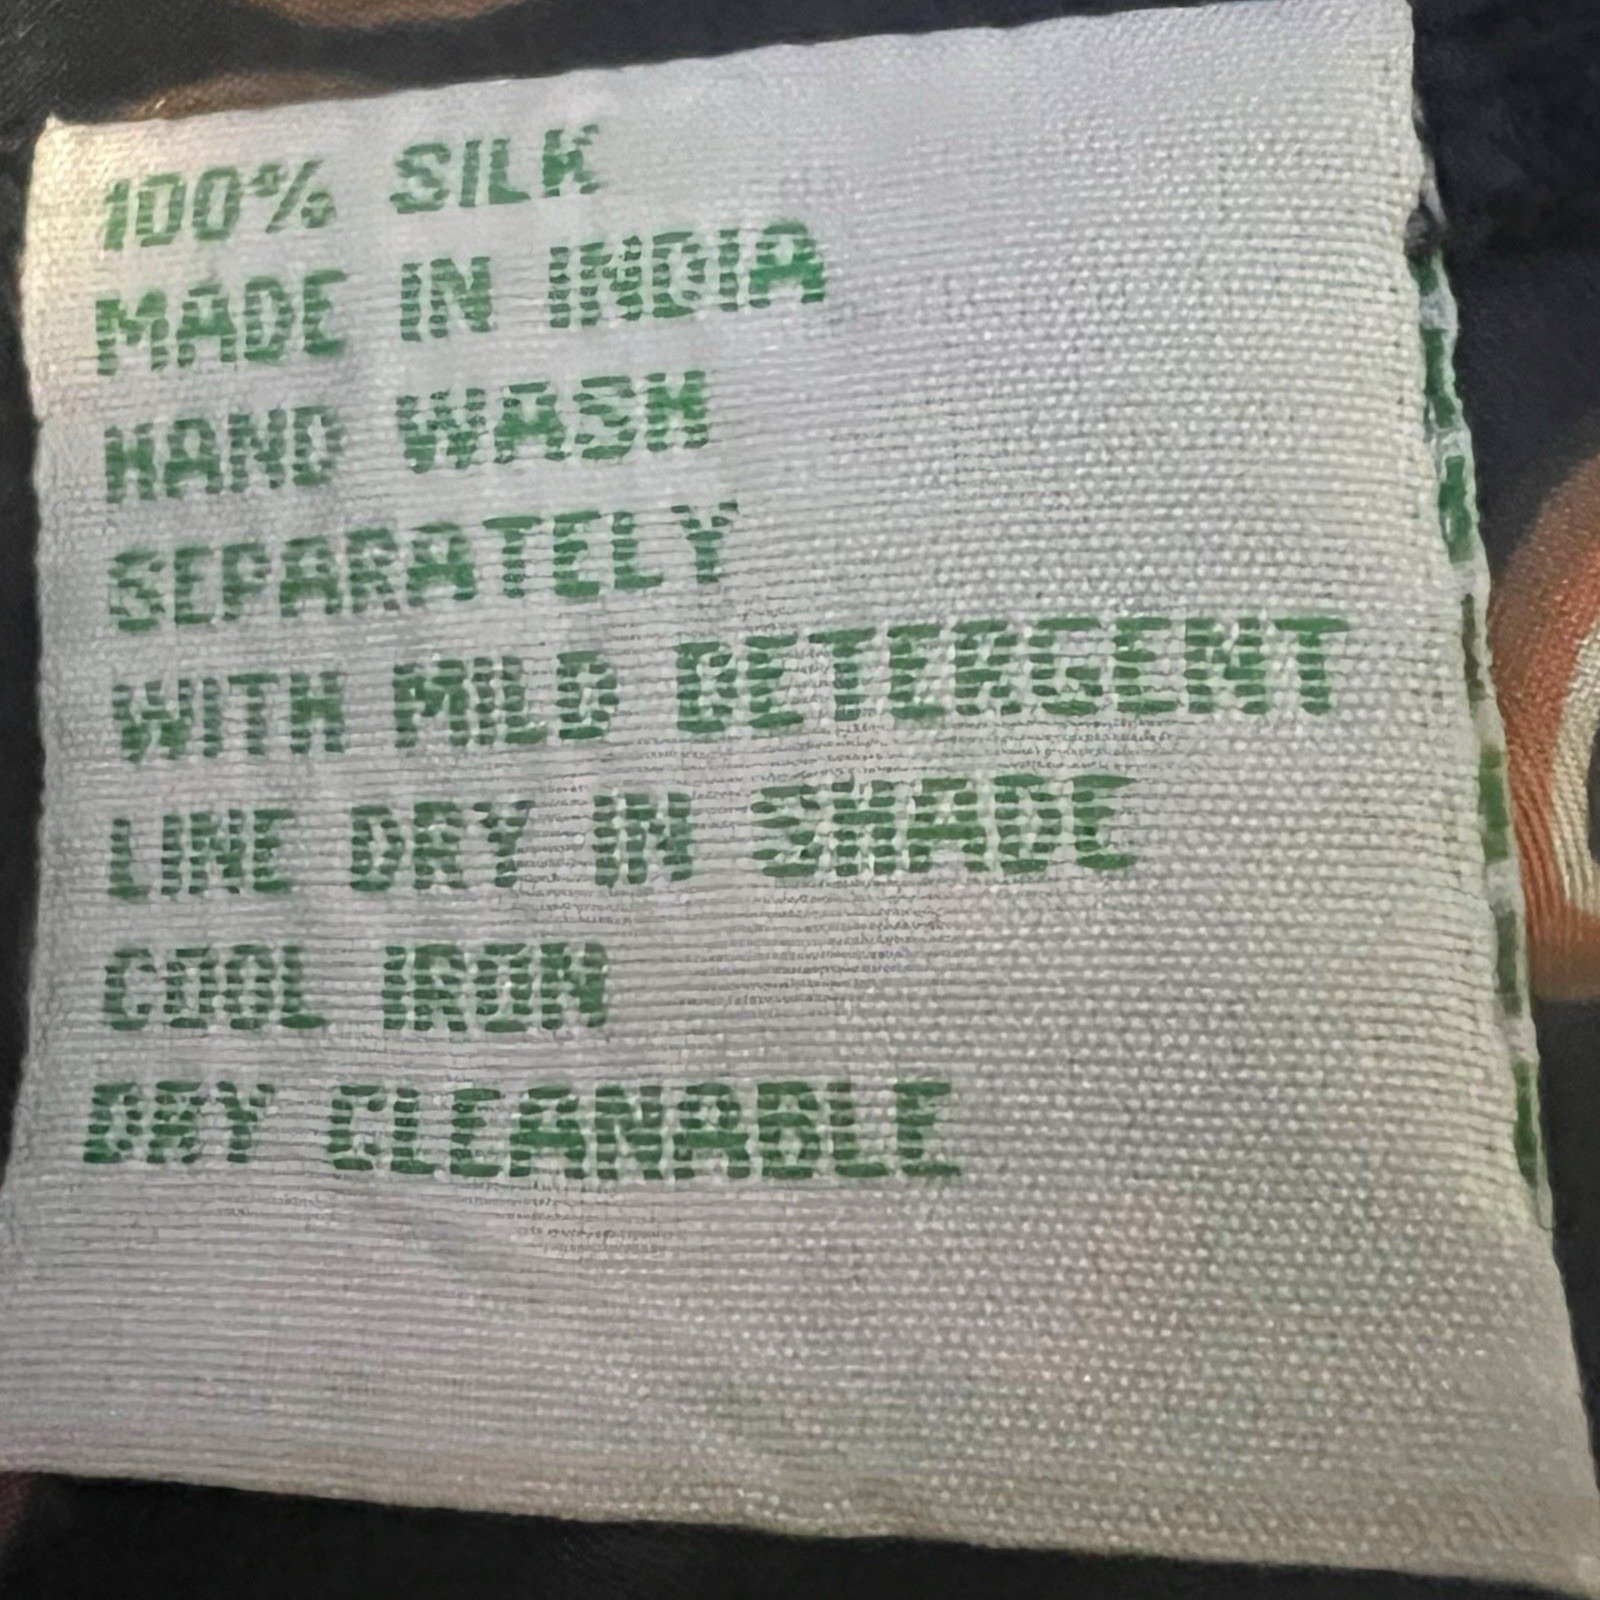 100% SILK
MADE IN INDIA
HAND WASH
SEPARATELY
WITH MILD DETERGENT
LINE DRY IN SHADE
COOL IRON
DRY CLEANABLE